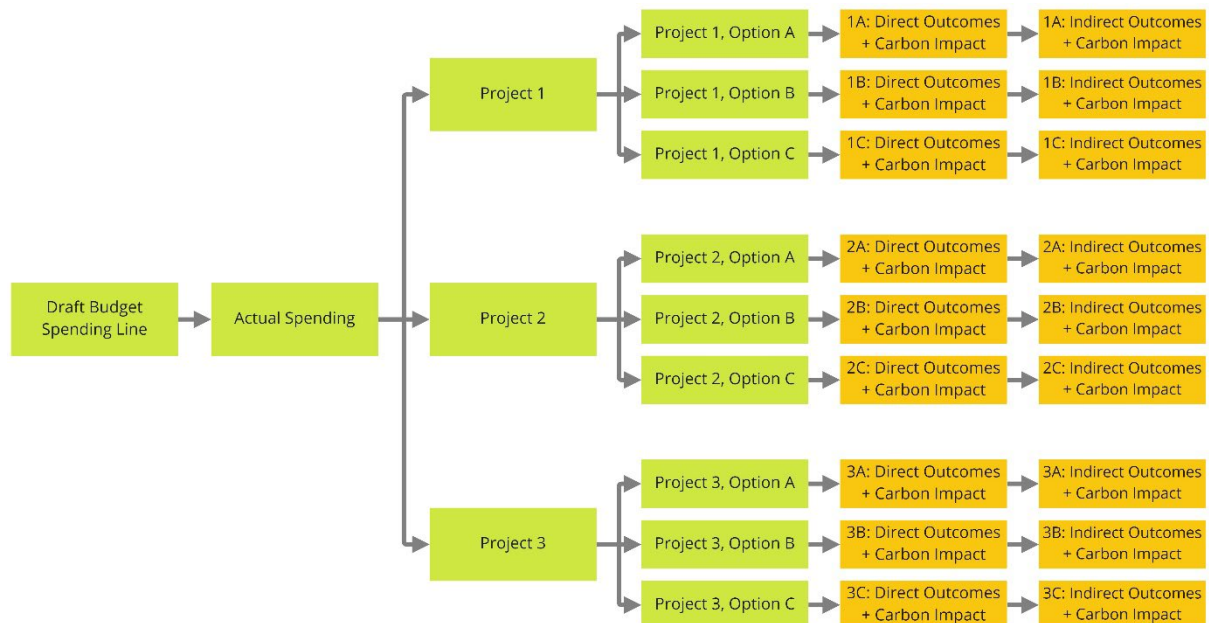 Draft Budget
Spending Line
Actual Spending
Project 1
Project 1, Option A
1A: Direct Outcomes
+ Carbon Impact
1A: Indirect Outcomes
+ Carbon Impact
Project 1, Option B
1B: Direct Outcomes
+ Carbon Impact
1B: Indirect Outcomes
+ Carbon Impact
Project 1, Option C
1C: Direct Outcomes
+ Carbon Impact
1C: Indirect Outcomes
+ Carbon Impact
Project 2
Project 2, Option A
2A: Direct Outcomes
+ Carbon Impact
2A: Indirect Outcomes
+ Carbon Impact
Project 2, Option B
2B: Direct Outcomes
+ Carbon Impact
2B: Indirect Outcomes
+ Carbon Impact
Project 2, Option C
2C: Direct Outcomes
+ Carbon Impact
2C: Indirect Outcomes
+ Carbon Impact
Project 3
Project 3, Option A
3A: Direct Outcomes
+ Carbon Impact
3A: Indirect Outcomes
+ Carbon Impact
Project 3, Option B
3B: Direct Outcomes
+ Carbon Impact
3B: Indirect Outcomes
+ Carbon Impact
Project 3, Option C
3C: Direct Outcomes
+ Carbon Impact
3C: Indirect Outcomes
+ Carbon Impact